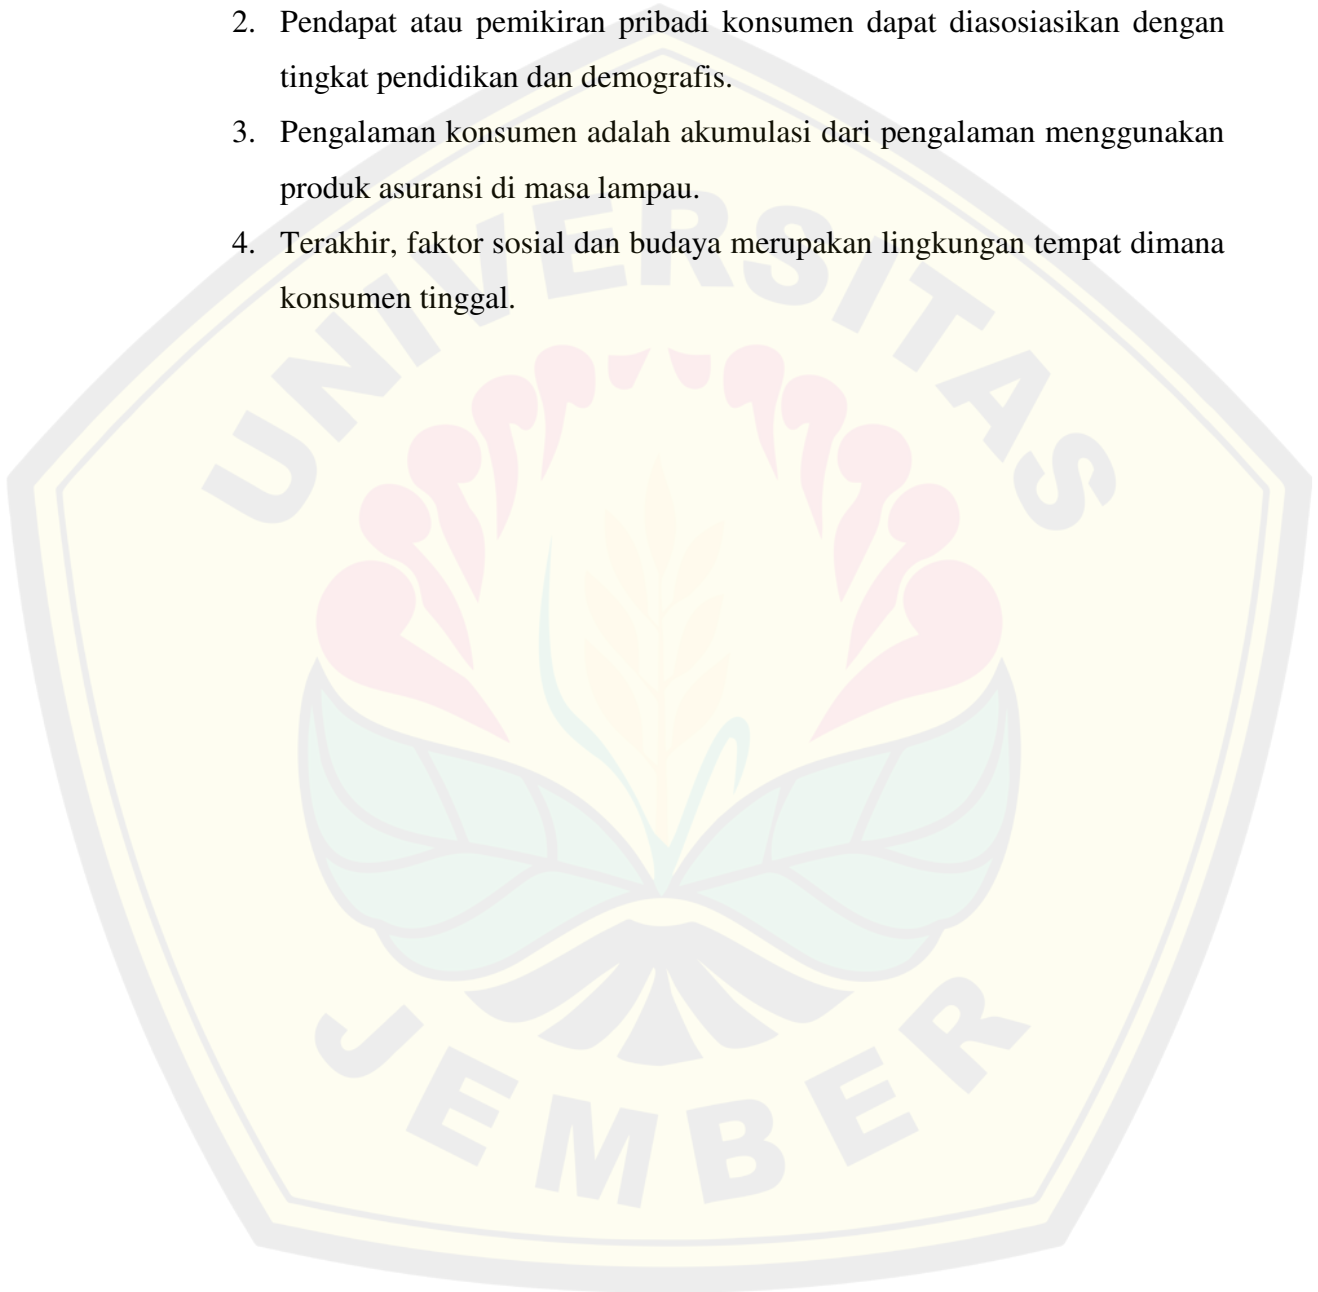 2. Pendapat atau pemikiran pribadi konsumen dapat diasosiasikan dengan
tingkat pendidikan dan demografis.
3. Pengalaman konsumen adalah akumulasi dari pengalaman menggunakan
produk asuransi di masa lampau.
4. Terakhir, faktor sosial dan budaya merupakan lingkungan tempat dimana
konsumen tinggal.
UNIVERSITAS
JEMBER